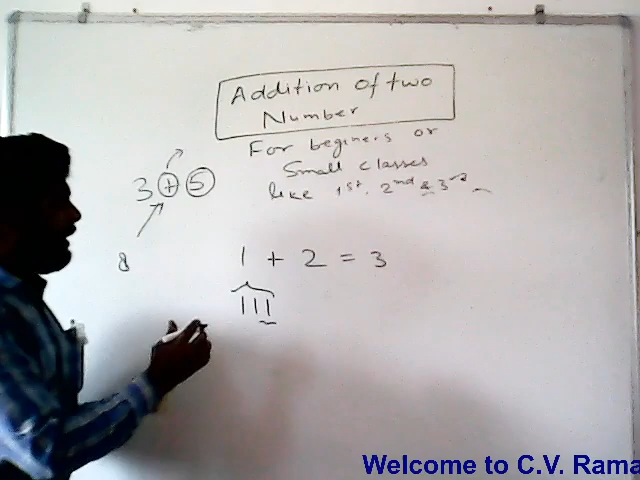 Addition of two
Number
For beginers or
Small classes
like 1st, 2nd & 3rd
3 + 5
8
1 + 2 = 3
III
Welcome to C.V. Rama